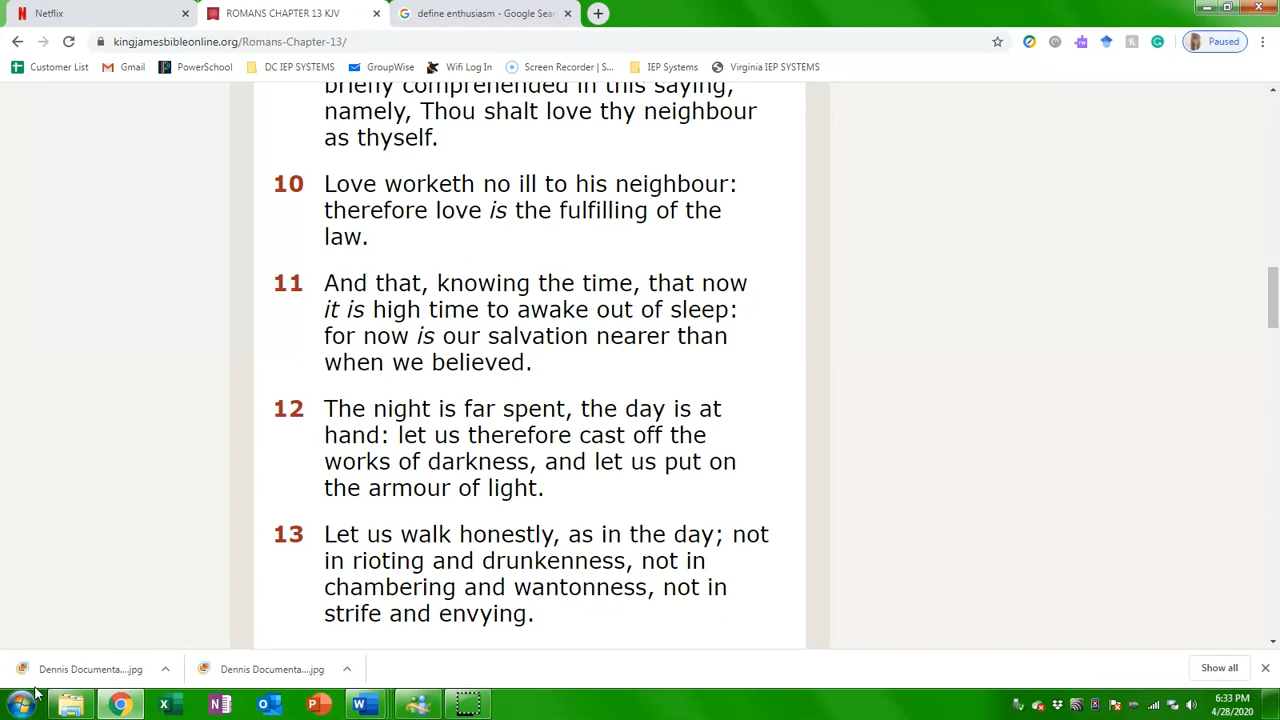 Netflix
ROMANS CHAPTER 13 KJV
define enthusiasm - Google Sear
kingjamesbibleonline.org/Romans-Chapter-13/
Paused
Customer List
Gmail
PowerSchool
DC IEP SYSTEMS
GroupWise
Wifi Log In
Screen Recorder | S...
IEP Systems
Virginia IEP SYSTEMS
briefly comprehended in this saying,
namely, Thou shalt love thy neighbour
as thyself.
10 Love worketh no ill to his neighbour:
therefore love is the fulfilling of the
law.
11 And that, knowing the time, that now
it is high time to awake out of sleep:
for now is our salvation nearer than
when we believed.
12 The night is far spent, the day is at
hand: let us therefore cast off the
works of darkness, and let us put on
the armour of light.
13 Let us walk honestly, as in the day; not
in rioting and drunkenness, not in
chambering and wantonness, not in
strife and envying.
Dennis Documenta....jpg
Dennis Documenta....jpg
Show all
6:33 PM
4/28/2020